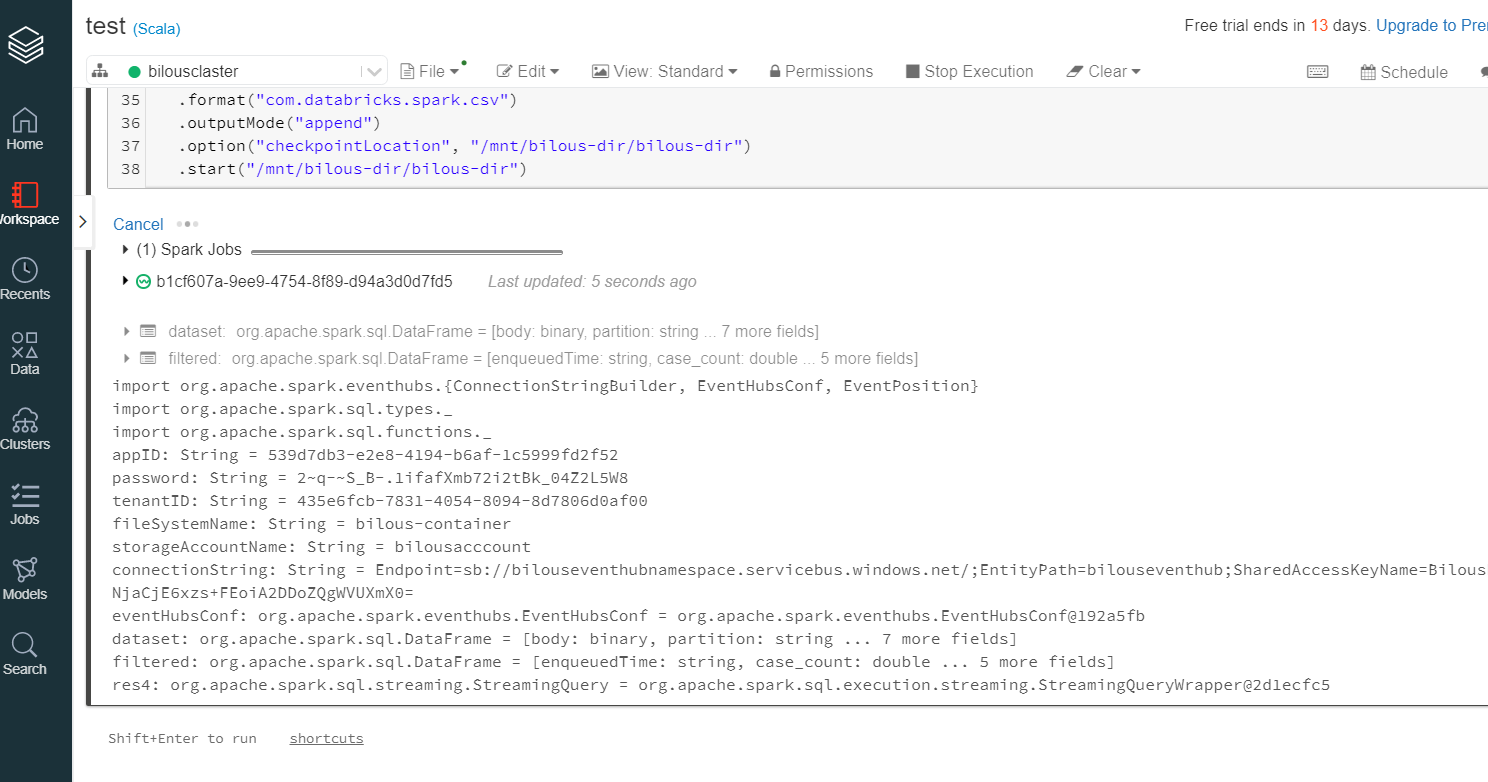 test (Scala)
Free trial ends in 13 days. Upgrade to Pre
bilousclaster File Edit View: Standard Permissions Stop Execution Clear Schedule
35 .format("com.databricks.spark.csv")
36 .outputMode("append")
37 .option("checkpointLocation", "/mnt/bilous-dir/bilous-dir")
38 .start("/mnt/bilous-dir/bilous-dir")
Home
Vorkspace
Recents
Data
Clusters
Jobs
Models
Search
Cancel
(1) Spark Jobs
b1cf607a-9ee9-4754-8f89-d94a3d0d7fd5 Last updated: 5 seconds ago
dataset: org.apache.spark.sql.DataFrame = [body: binary, partition: string ... 7 more fields]
filtered: org.apache.spark.sql.DataFrame = [enqueuedTime: string, case_count: double ... 5 more fields]
import org.apache.spark.eventhubs.{ConnectionStringBuilder, EventHubsConf, EventPosition}
import org.apache.spark.sql.types._
import org.apache.spark.sql.functions._
appID: String = 539d7db3-e2e8-4194-b6af-1c5999fd2f52
password: String = 2~q-~S_B-.1ifafXmb72i2tBk_04Z2L5W8
tenantID: String = 435e6fcb-7831-4054-8094-8d7806d0af00
fileSystemName: String = bilous-container
storageAccountName: String = bilousacccount
connectionString: String = Endpoint=sb://bilouseventhubnamespace.servicebus.windows.net/;EntityPath=bilouseventhub;SharedAccessKeyName=Bilous
NjaCjE6xzs+FEoiA2DDoZQgWVUXmX0=
eventHubsConf: org.apache.spark.eventhubs.EventHubsConf = org.apache.spark.eventhubs.EventHubsConf@192a5fb
dataset: org.apache.spark.sql.DataFrame = [body: binary, partition: string ... 7 more fields]
filtered: org.apache.spark.sql.DataFrame = [enqueuedTime: string, case_count: double ... 5 more fields]
res4: org.apache.spark.sql.streaming.StreamingQuery = org.apache.spark.sql.execution.streaming.StreamingQueryWrapper@2d1ecfc5
Shift+Enter to run shortcuts